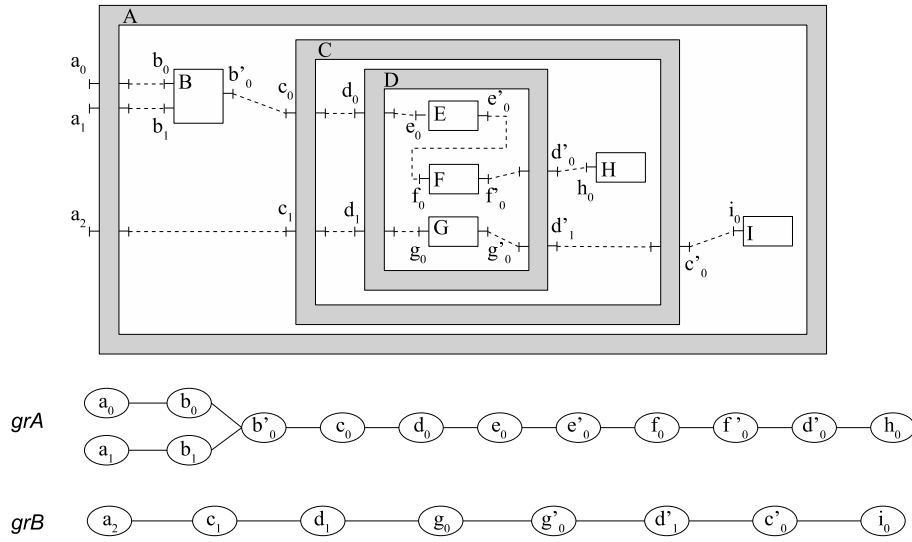 A
C
a₀ b₀ B b'₀ c₀ d₀ D e'₀
E
a₁ b₁ e₀
d'₀ H
F
f₀ f'₀ h₀
a₂ c₁ d₁ G d'₁ i₀ I
g₀ g'₀ c'₀
grA a₀ b₀ b'₀ c₀ d₀ e₀ e'₀ f₀ f'₀ d'₀ h₀
a₁ b₁
grB a₂ c₁ d₁ g₀ g'₀ d'₁ c'₀ i₀